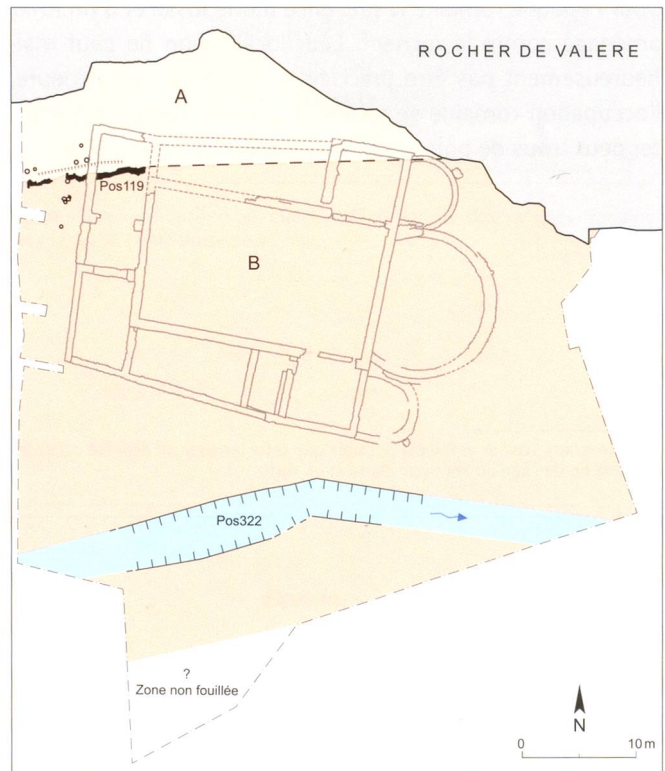 ROCHER DE VALERE
A
Pos119
B
Pos322
?
Zone non fouillée
N
0 10 m